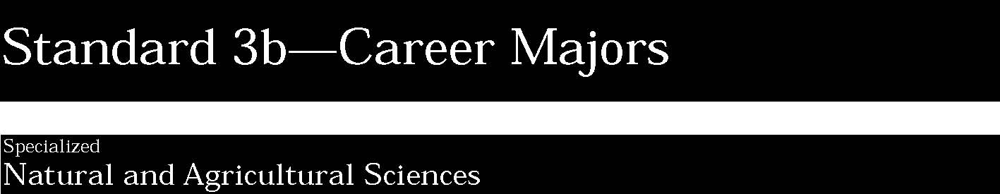 Standard 3b—Career Majors
Specialized
Natural and Agricultural Sciences